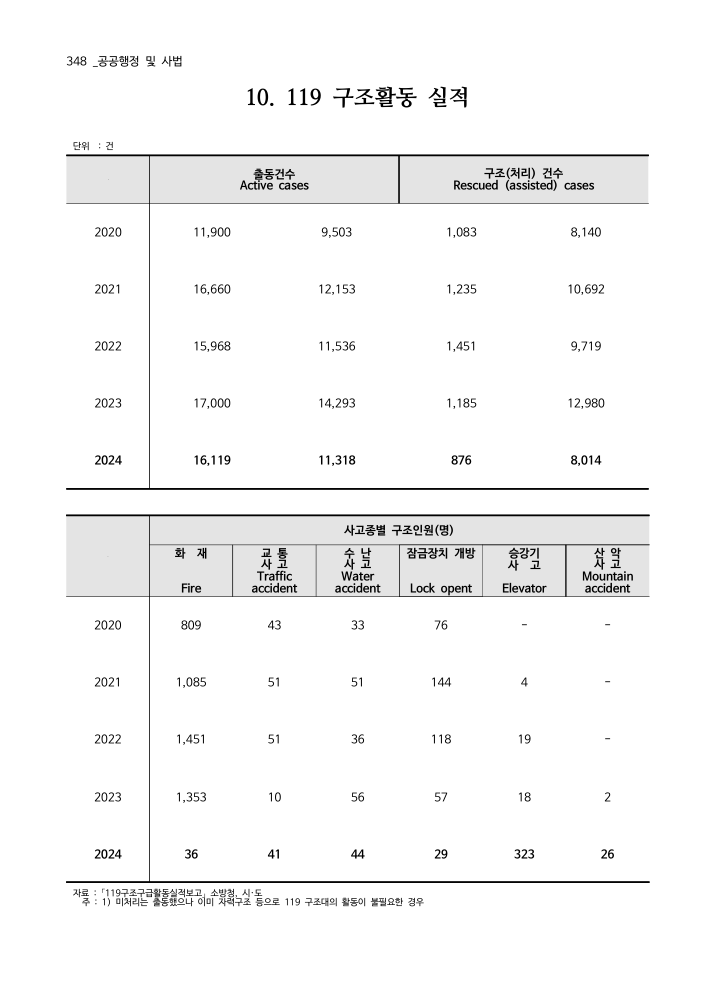 348 _공공행정 및 사법
10. 119 구조활동 실적
단위 : 건
출동건수 구조(처리) 건수
Active cases Rescued (assisted) cases
2020 11,900 9,503 1,083 8,140
2021 16,660 12,153 1,235 10,692
2022 15,968 11,536 1,451 9,719
2023 17,000 14,293 1,185 12,980
2024 16,119 11,318 876 8,014
사고종별 구조인원(명)
화 재 교 통 수 난 잠금장치 개방 승강기 산 악
사 고 사 고 사 고 사 고
Traffic Water Mountain
Fire accident accident Lock opent Elevator accident
2020 809 43 33 76 – –
2021 1,085 51 51 144 4 –
2022 1,451 51 36 118 19 –
2023 1,353 10 56 57 18 2
2024 36 41 44 29 323 26
자료 : 「119구조구급활동실적보고」 소방청, 시·도
주 : 1) 미처리는 출동했으나 이미 자력구조 등으로 119 구조대의 활동이 불필요한 경우